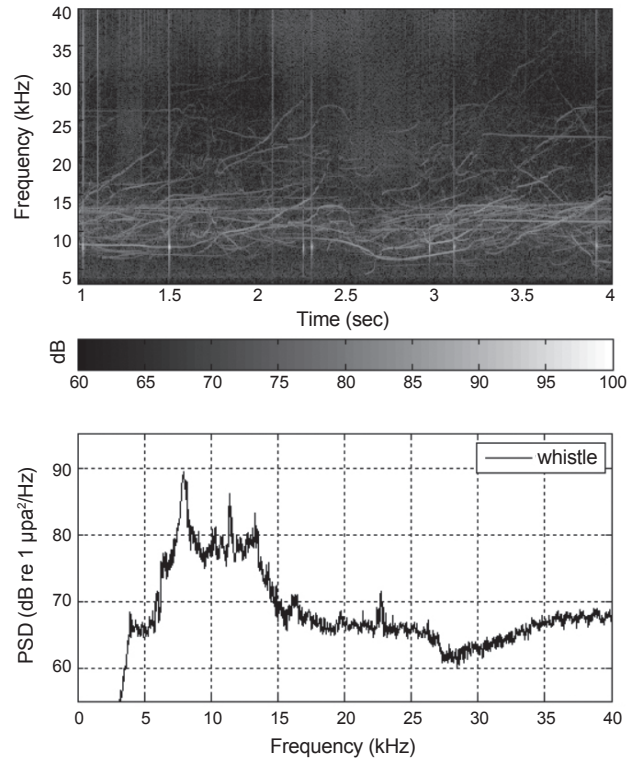 40
35
30
25
20
15
10
5
Frequency (kHz)
1 1.5 2 2.5 3 3.5 4
Time (sec)
dB
60 65 70 75 80 85 90 95 100
whistle
90
80
70
60
PSD (dB re 1 µpa²/Hz)
0 5 10 15 20 25 30 35 40
Frequency (kHz)